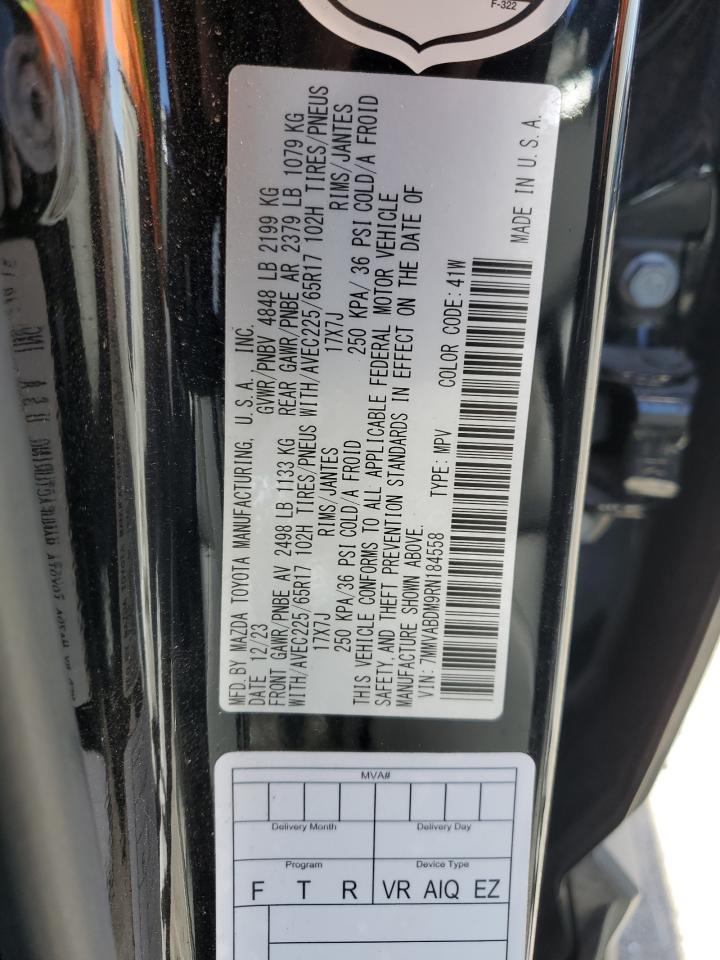 F-322
MFD.BY MAZDA TOYOTA MANUFACTURING, U.S.A., INC.
DATE 12/23 GVWR/PNBV 4848 LB 2199 KG
FRONT GAWR/PNBE AV 2498 LB 1133 KG REAR GAWR/PNBE AR 2379 LB 1079 KG
WITH/AVEC225/65R17 102H TIRES/PNEUS WITH/AVEC225/65R17 102H TIRES/PNEUS
17X7J RIMS/JANTES 17X7J RIMS/JANTES
250 KPA/36 PSI COLD/A FROID 250 KPA/ 36 PSI COLD/A FROID
THIS VEHICLE CONFORMS TO ALL APPLICABLE FEDERAL MOTOR VEHICLE
SAFETY,AND THEFT PREVENTION STANDARDS IN EFFECT ON THE DATE OF
MANUFACTURE SHOWN ABOVE.
VIN: 7MMVABDM9RN184558 TYPE: MPV COLOR CODE: 41W
MADE IN U.S.A.
MVA#
Delivery Month Delivery Day
Program Device Type
F T R VR AIQ EZ